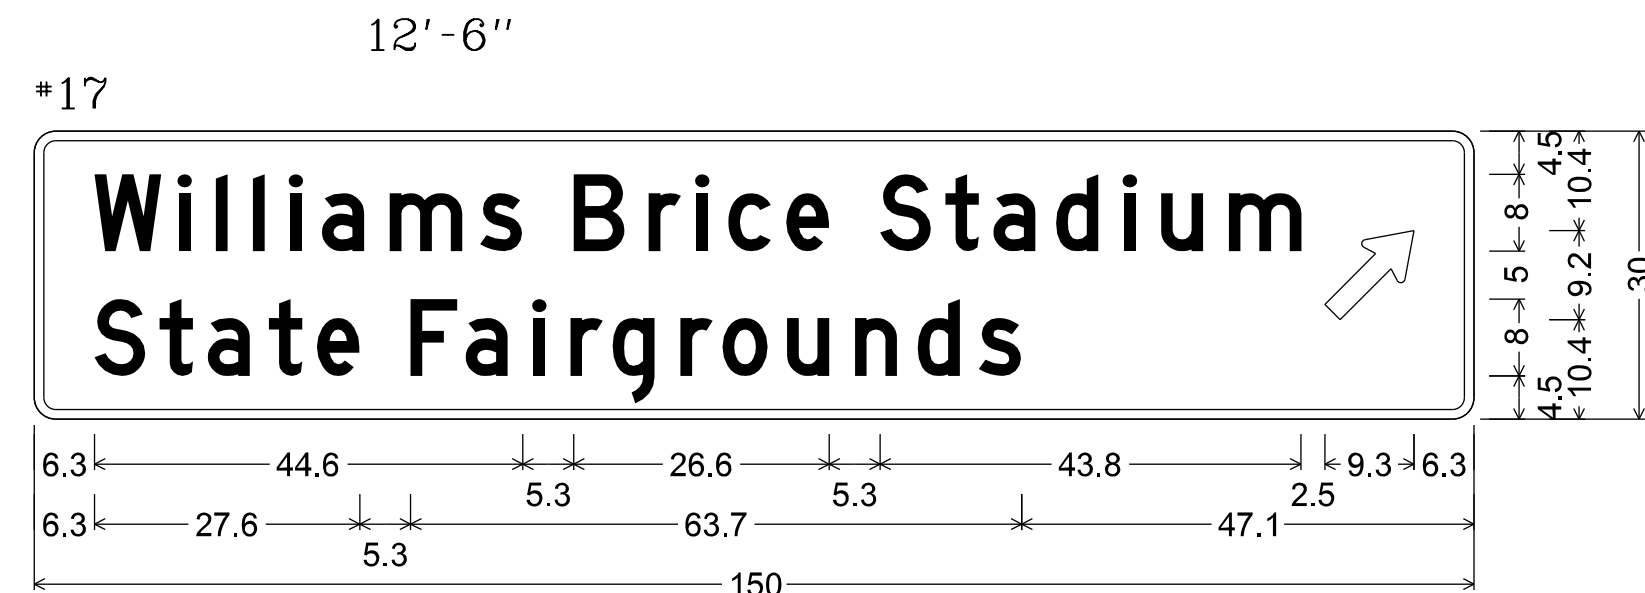 12'-6"
#17
Williams Brice Stadium
State Fairgrounds
4.5 8 5 8 4.5
10.4 9.2 10.4
30
6.3 44.6 5.3 26.6 5.3 43.8 2.5 9.3 6.3
6.3 27.6 5.3 63.7 47.1
150